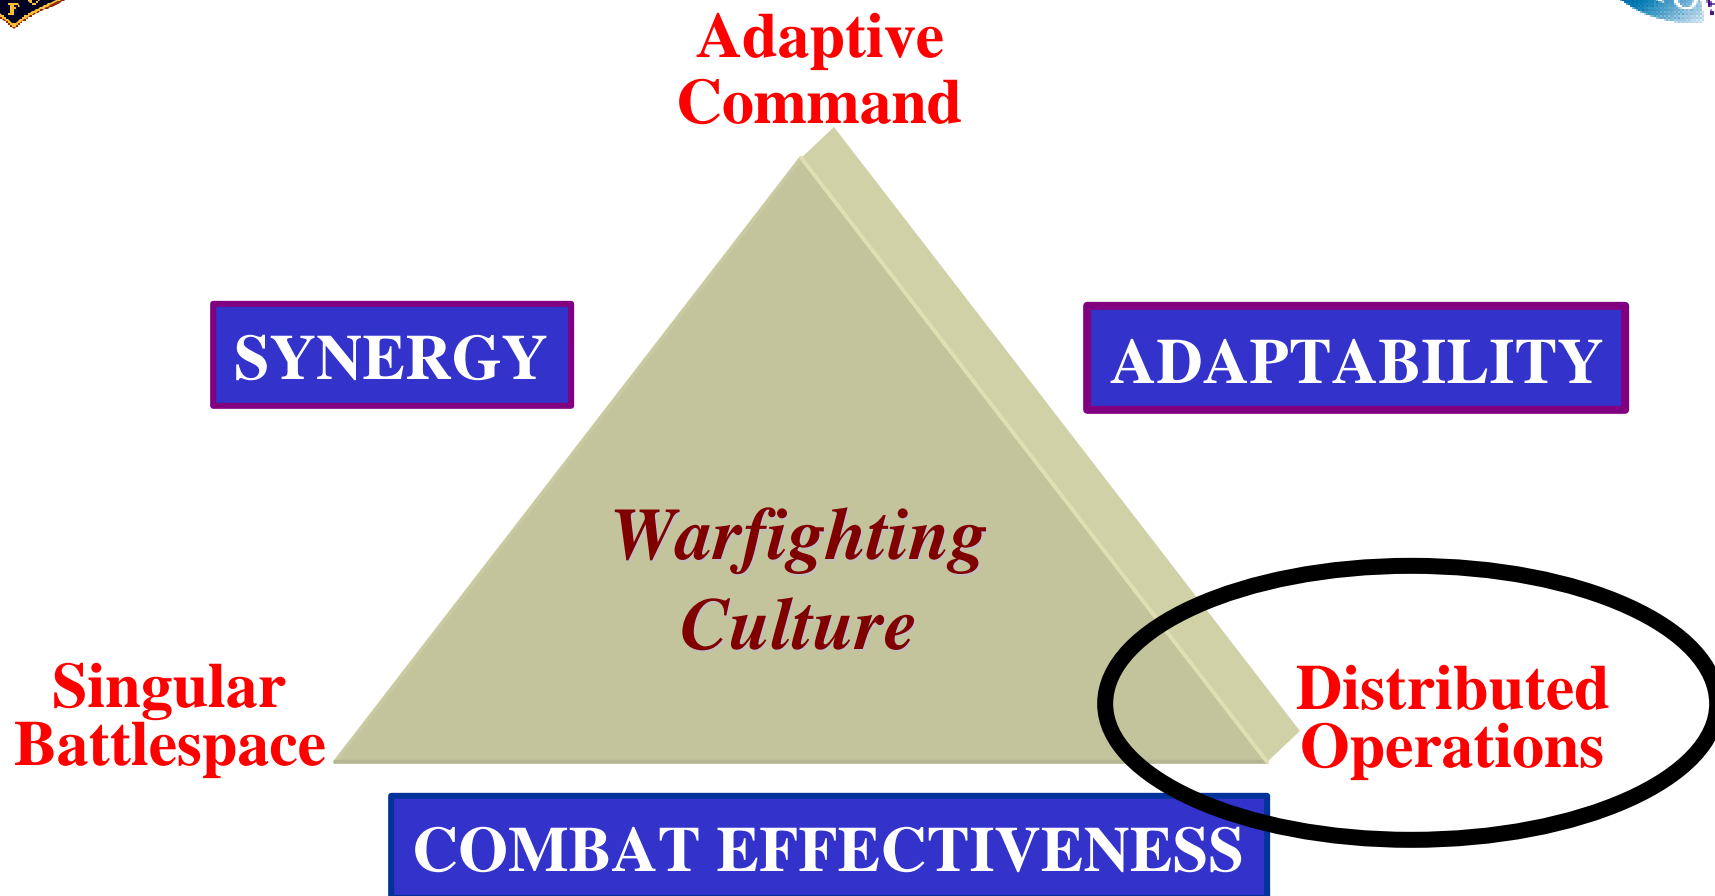 Adaptive
Command
SYNERGY
ADAPTABILITY
Warfighting
Culture
Singular
Battlespace
Distributed
Operations
COMBAT EFFECTIVENESS